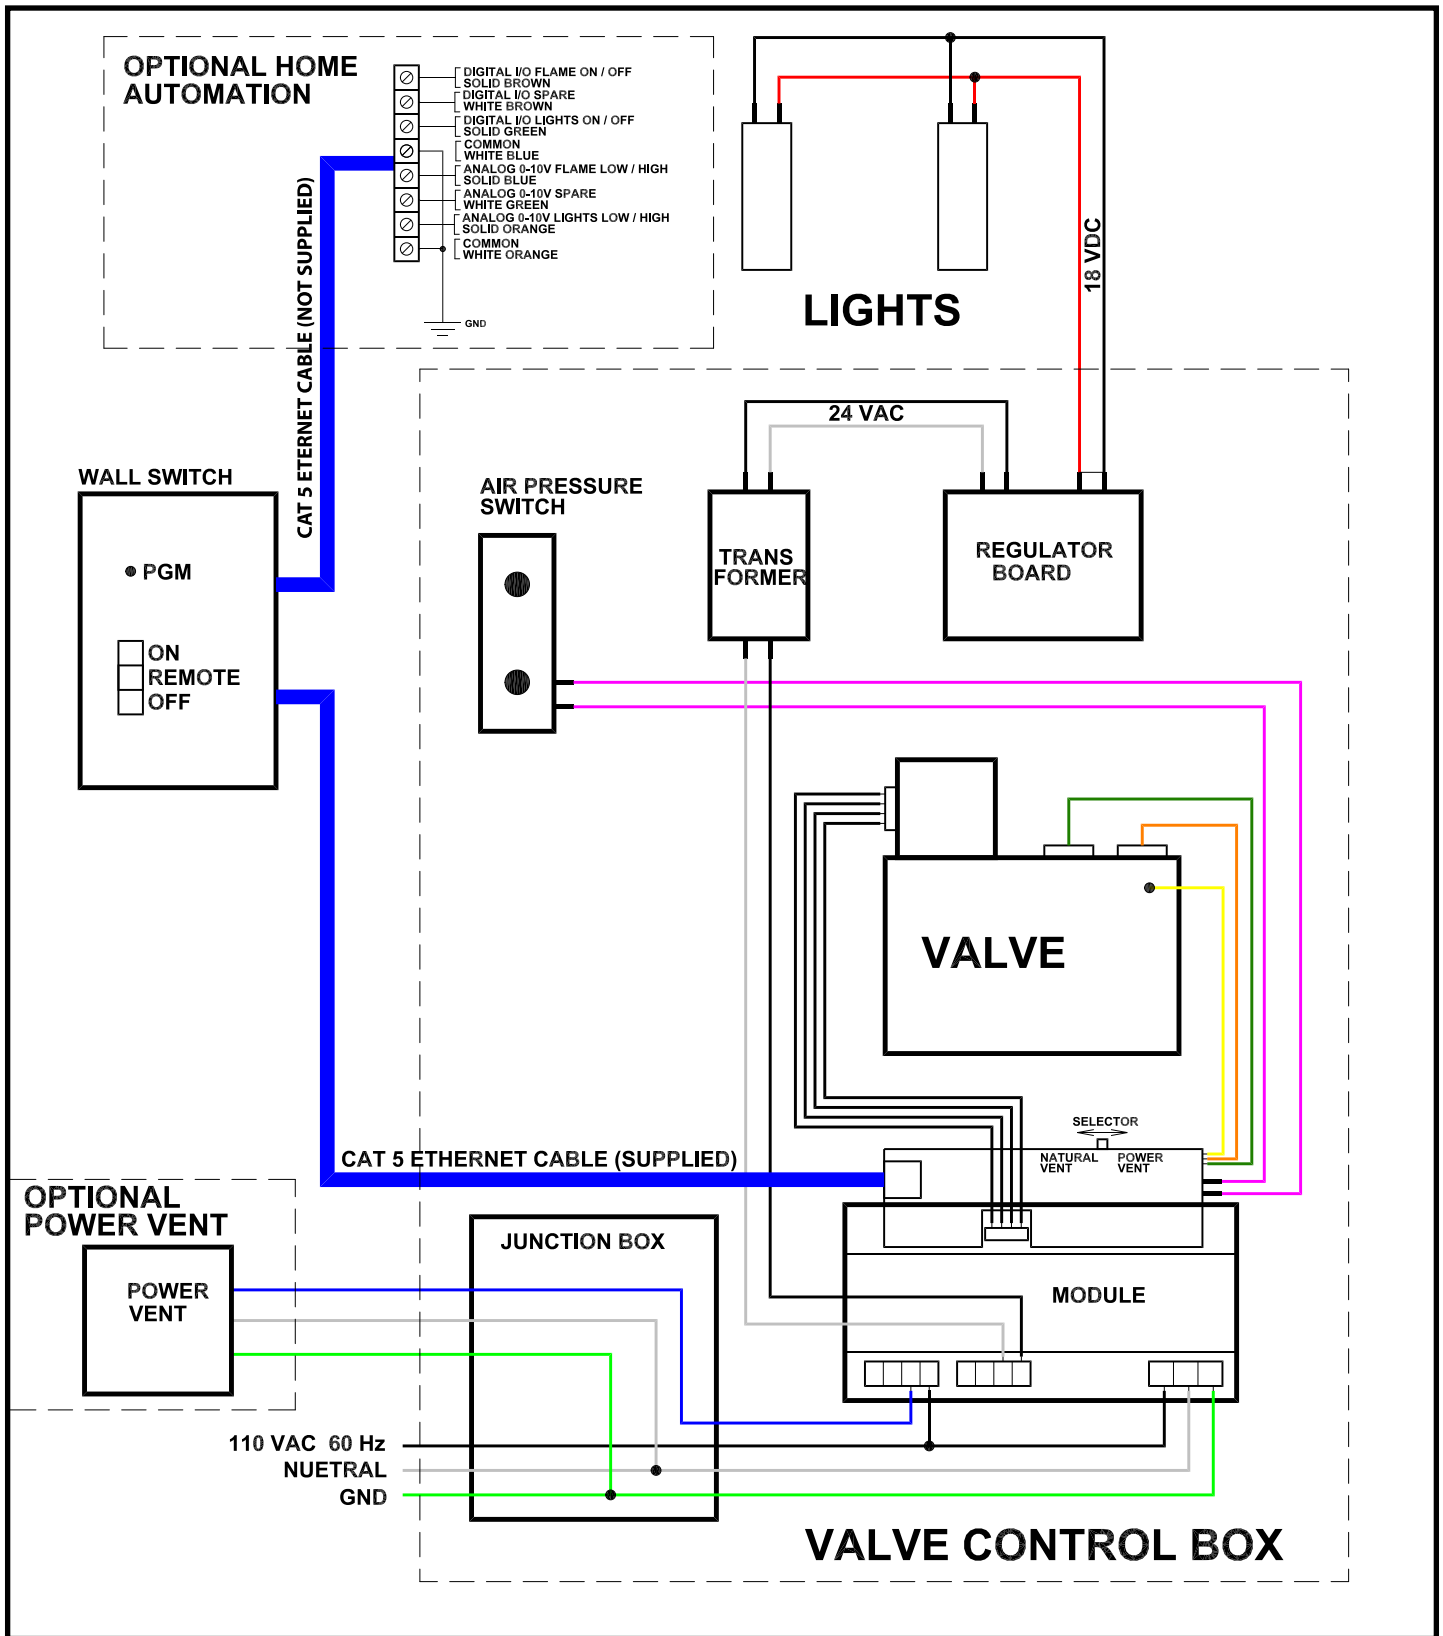 OPTIONAL HOME
AUTOMATION
DIGITAL I/O FLAME ON / OFF
SOLID BROWN
DIGITAL I/O SPARE
WHITE BROWN
DIGITAL I/O LIGHTS ON / OFF
SOLID GREEN
COMMON
WHITE BLUE
ANALOG 0-10V FLAME LOW / HIGH
SOLID BLUE
ANALOG 0-10V SPARE
WHITE GREEN
ANALOG 0-10V LIGHTS LOW / HIGH
SOLID ORANGE
COMMON
WHITE ORANGE
GND
CAT 5 ETERNET CABLE (NOT SUPPLIED)
18 VDC
LIGHTS
24 VAC
WALL SWITCH
PGM
ON
REMOTE
OFF
AIR PRESSURE
SWITCH
TRANS
FORMER
REGULATOR
BOARD
VALVE
SELECTOR
NATURAL
VENT
POWER
VENT
CAT 5 ETHERNET CABLE (SUPPLIED)
OPTIONAL
POWER VENT
POWER
VENT
JUNCTION BOX
MODULE
110 VAC 60 Hz
NUETRAL
GND
VALVE CONTROL BOX